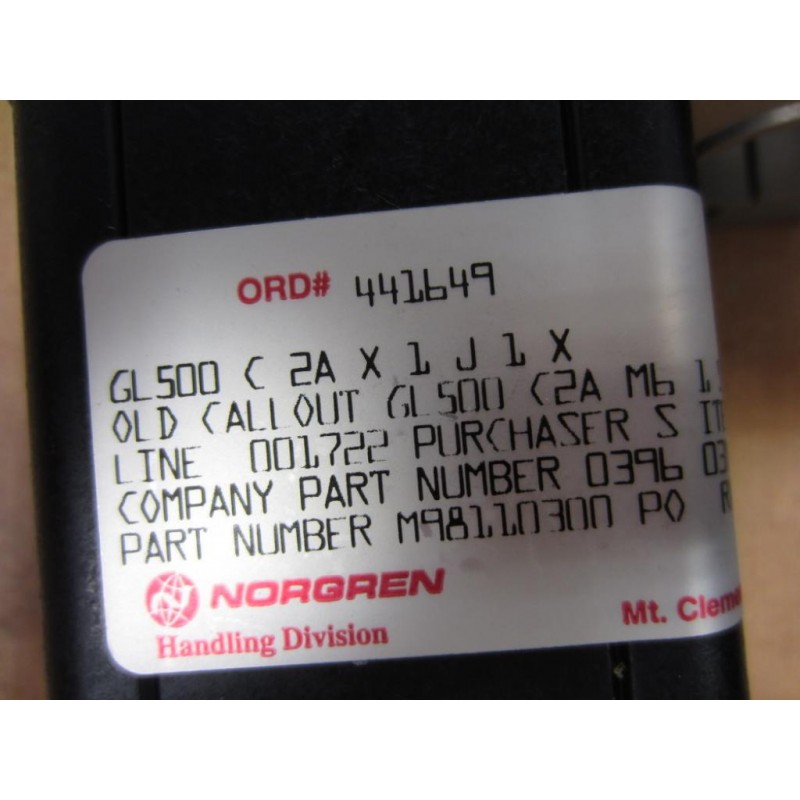 ORD# 441649
GL500 C 2A X 1 J 1 X
OLD CALLOUT GL500 C2A M6 1
LINE 001722 PURCHASER S
COMPANY PART NUMBER 0396
PART NUMBER M98110300 PO
NORGREN
Handling Division
Mt.